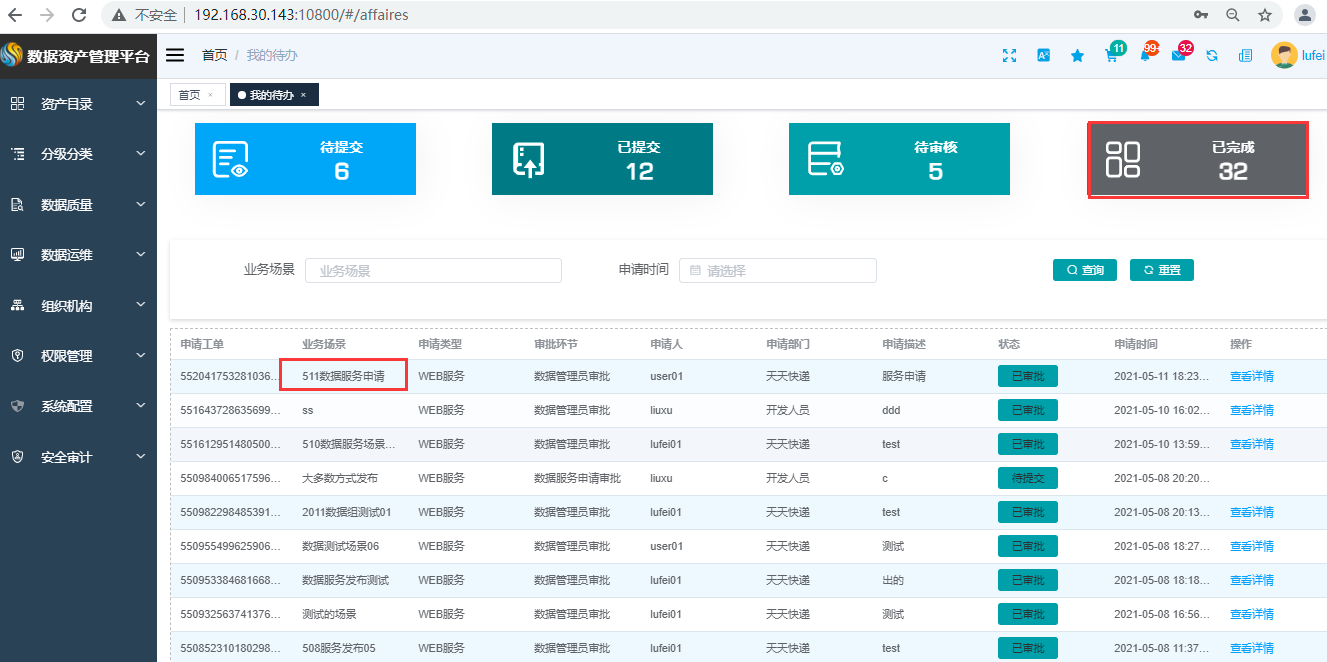 不安全 192.168.30.143:10800/#/affaires
数据资产管理平台 首页 / 我的待办 11 99+ 32 lufei
首页 × 我的待办 ×
资产目录
分级分类
数据质量
数据运维
组织机构
权限管理
系统配置
安全审计
待提交 已提交 待审核 已完成
6 12 5 32
业务场景 业务场景 申请时间 请选择 查询 重置
申请工单 业务场景 申请类型 审批环节 申请人 申请部门 申请描述 状态 申请时间 操作
552041753281036... 511数据服务申请 WEB服务 数据管理员审批 user01 天天快递 服务申请 已审批 2021-05-11 18:23... 查看详情
551643728635699... ss WEB服务 数据管理员审批 liuxu 开发人员 ddd 已审批 2021-05-10 16:02... 查看详情
551612951480500... 510数据服务场景... WEB服务 数据管理员审批 lufei01 天天快递 test 已审批 2021-05-10 13:59... 查看详情
550984006517596... 大多数方式发布 WEB服务 数据服务申请审批 liuxu 开发人员 c 待提交 2021-05-08 20:20...
550982298485391... 2011数据组测试01 WEB服务 数据管理员审批 lufei01 天天快递 test 已审批 2021-05-08 20:13... 查看详情
550955499625906... 数据测试场景06 WEB服务 数据管理员审批 user01 天天快递 测试 已审批 2021-05-08 18:27... 查看详情
550953384681668... 数据服务发布测试 WEB服务 数据管理员审批 lufei01 天天快递 出的 已审批 2021-05-08 18:18... 查看详情
550932563741376... 测试的场景 WEB服务 数据管理员审批 lufei01 天天快递 测试 已审批 2021-05-08 16:56... 查看详情
550852310180298... 508服务发布05 WEB服务 数据管理员审批 lufei01 天天快递 test 已审批 2021-05-08 11:37... 查看详情